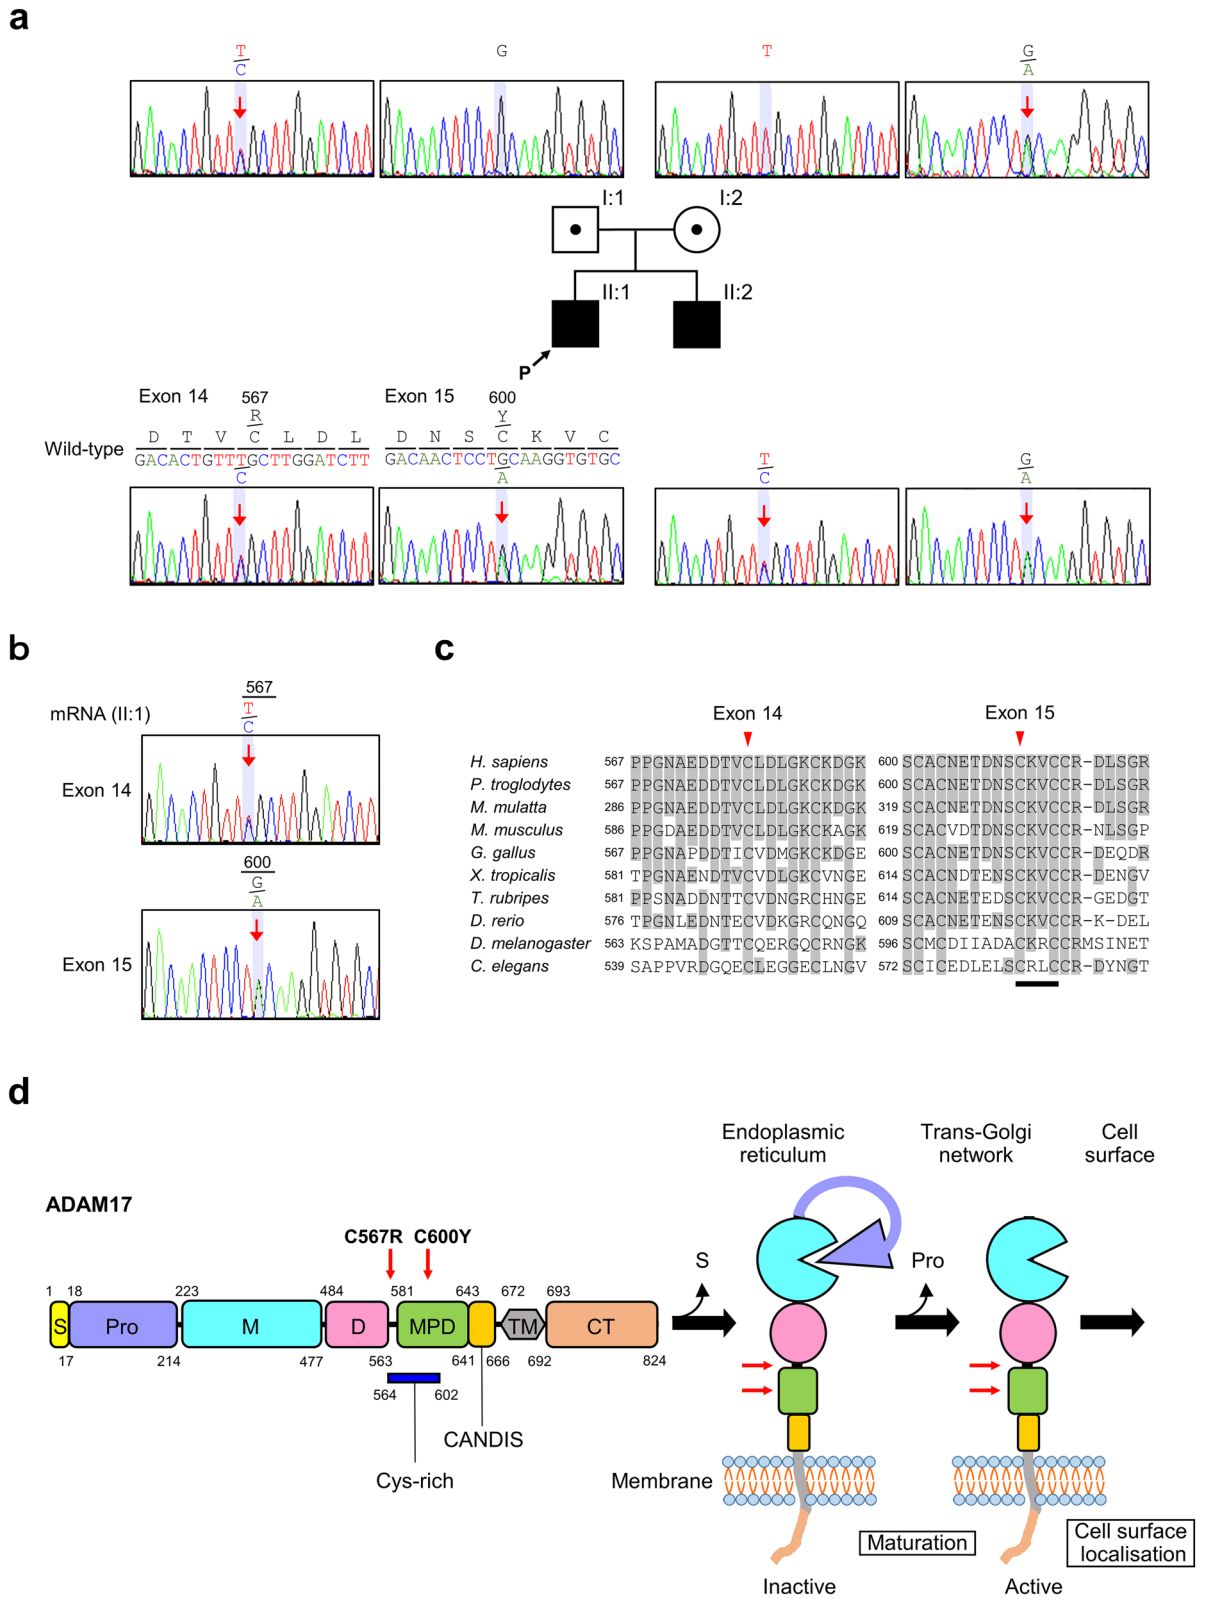 a
T G T G
C A
I:1 I:2
II:1 II:2
P
Exon 14 567 Exon 15 600
R Y
Wild-type D T V C L D L D N S C K V C
GACACTGTTTGCTTGGATCTT GACAACTCCTGCAAGGTGTGC
C A
T G
C A
b
mRNA (II:1)
567
T
C
Exon 14
600
G
A
Exon 15
c
Exon 14 Exon 15
H. sapiens 567 PPGNAEDDTVCLDLGKCKDGK 600 SCACNETDNSCKVCCR-DLSGR
P. troglodytes 567 PPGNAEDDTVCLDLGKCKDGK 600 SCACNETDNSCKVCCR-DLSGR
M. mulatta 286 PPGNAEDDTVCLDLGKCKDGK 319 SCACNETDNSCKVCCR-DLSGR
M. musculus 586 PPGDAEDDTVCLDLGKCKAGK 619 SCACVDTDNSCKVCCR-NLSGP
G. gallus 567 PPGNAPDDTICVDMGKCKDGE 600 SCACNETDNSCKVCCR-DEQDR
X. tropicalis 581 TPGNAENDTVCVDLGKCVNGE 614 SCACNDTENSCKVCCR-DENGV
T. rubripes 581 PPSNADDNTVCVDNGRCHNGE 614 SCACNETEDSCKVCCR-GEDGT
D. rerio 576 TPGNLEDNTECVDKGRCQNGQ 609 SCACNETENSCKVCCR-K-DEL
D. melanogaster 563 KSPAMADGTTCQERGQCRNGK 596 SCMCDIIADACKRCCRMSINET
C. elegans 539 SAPPVRDGQECLEGGECLNGV 572 SCICEDLELSCRLCCR-DYNGT
d
Endoplasmic reticulum
Trans-Golgi network
Cell surface
ADAM17
C567R C600Y
S Pro
1 18 223 484 581 643 672 693
S Pro M D MPD TM CT
17 214 477 563 641 666 692 824
564 602
CANDIS
Cys-rich
Membrane
Maturation
Cell surface
localisation
Inactive Active